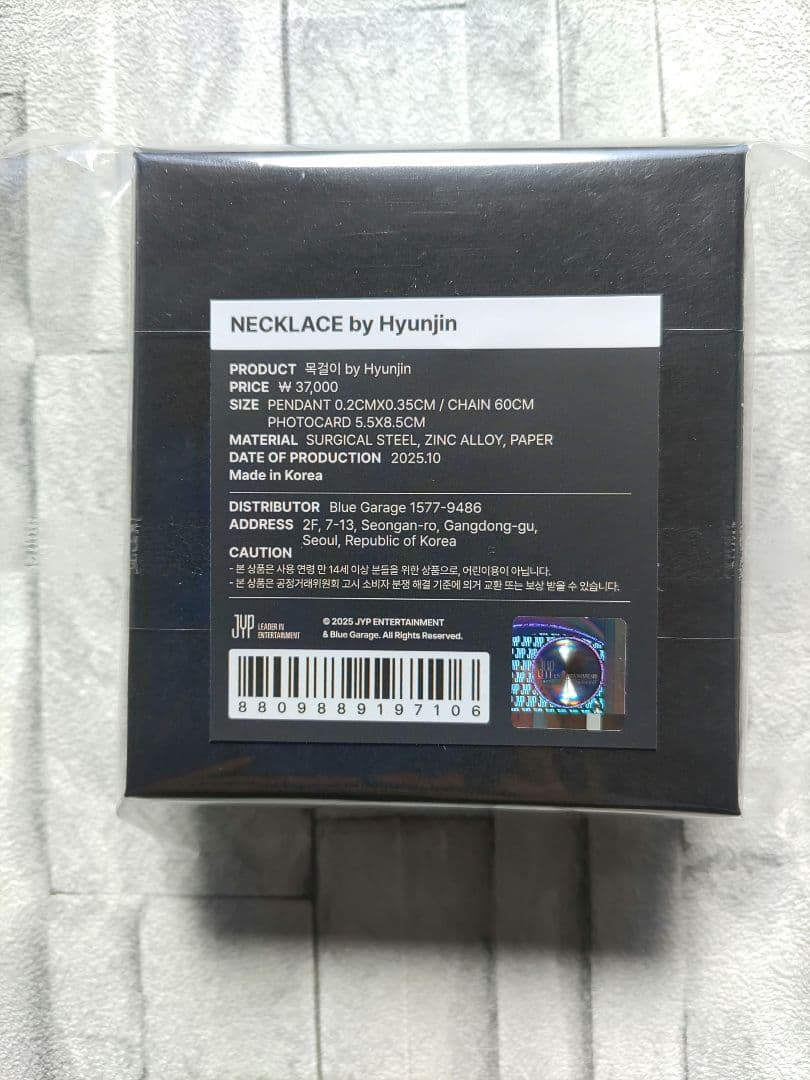 NECKLACE by Hyunjin
PRODUCT 목걸이 by Hyunjin
PRICE ₩ 37,000
SIZE PENDANT 0.2CMX0.35CM / CHAIN 60CM
PHOTOCARD 5.5X8.5CM
MATERIAL SURGICAL STEEL, ZINC ALLOY, PAPER
DATE OF PRODUCTION 2025.10
Made in Korea
DISTRIBUTOR Blue Garage 1577-9486
ADDRESS 2F, 7-13, Seongan-ro, Gangdong-gu,
Seoul, Republic of Korea
CAUTION
- 본 상품은 사용 연령 만 14세 이상 분들을 위한 상품으로, 어린이용이 아닙니다.
- 본 상품은 공정거래위원회 고시 소비자 분쟁 해결 기준에 의거 교환 또는 보상 받을 수 있습니다.
JYP LEADER IN
ENTERTAINMENT
© 2025 JYP ENTERTAINMENT
& Blue Garage. All Rights Reserved.
8809889197106
JYP